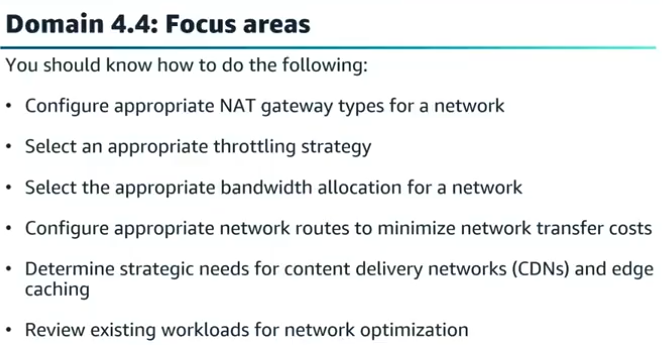 Domain 4.4: Focus areas
You should know how to do the following:
• Configure appropriate NAT gateway types for a network
• Select an appropriate throttling strategy
• Select the appropriate bandwidth allocation for a network
• Configure appropriate network routes to minimize network transfer costs
• Determine strategic needs for content delivery networks (CDNs) and edge
caching
• Review existing workloads for network optimization